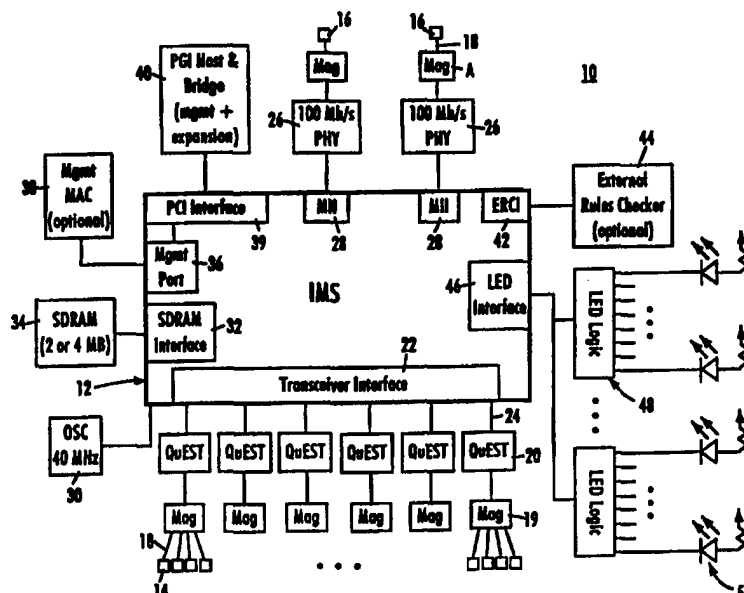 16
16
18
Mag
Mag
A
10
40
PGI Host &
Bridge
(mgmt +
expansion)
26
100 Mh/s
PHY
100 Mh/s
PHY
26
44
External
Rules Checker
(optional)
38
Mgmt
MAC
(optional)
PCI Interface
MII
MII
ERCI
39
28
28
42
Mgmt
Port
36
IMS
46
LED
Interface
34
SDRAM
(2 or 4 MB)
SDRAM
Interface
32
LED Logic
48
22
Transceiver Interface
12
24
OSC
40 MHz
30
QuEST
QuEST
QuEST
QuEST
QuEST
QuEST
20
LED Logic
Mag
Mag
Mag
Mag
Mag
Mag
19
18
14